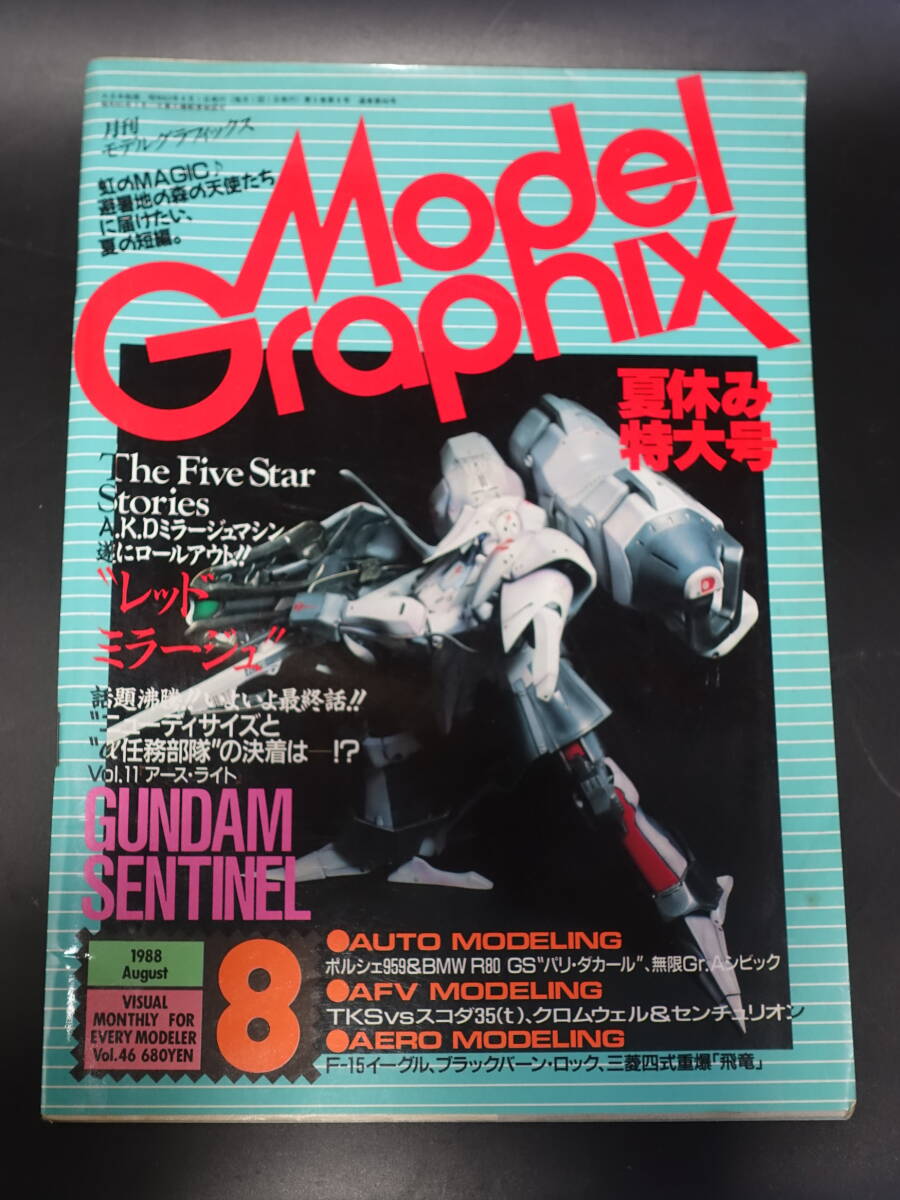 月刊
モデルグラフィックス
虹のMAGIC♪
避暑地の森の天使たち
に届けたい、
夏の短編。
Model
Graphix
夏休み
特大号
The Five Star
Stories
A.K.Dミラージュマシン、
遂にロールアウト!!
“レッド
ミラージュ”
話題沸騰!!いよいよ最終話!!
“ニューディサイズと
“α任務部隊”の決着は—!?
Vol.11 アース・ライト
GUNDAM
SENTINEL
1988
August
8
VISUAL
MONTHLY FOR
EVERY MODELER
Vol.46 680YEN
●AUTO MODELING
ポルシェ959&BMW R80 GS“パリ・ダカール”、無限Gr.Aシビック
●AFV MODELING
TKSvsスコダ35(t)、クロムウェル&センチュリオン
●AERO MODELING
F-15イーグル、ブラックバーン・ロック、三菱四式重爆「飛竜」